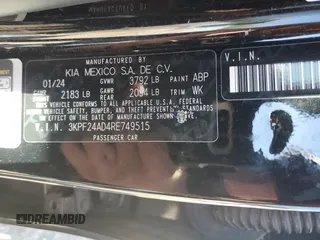 MANUFACTURED BY
KIA MEXICO S.A. DE C.V.
01/24 GVWR 3792 LB PAINT ABP
FRONT GAWR 2183 LB REAR GAWR 2094 LB TRIM WK
THIS VEHICLE CONFORMS TO ALL APPLICABLE
U.S. FEDERAL MOTOR VEHICLE
SAFETY, BUMPER, AND THEFT PREVENTION
STANDARDS IN EFFECT ON THE DATE OF
MANUFACTURE SHOWN ABOVE.
V.I.N. 3KPF24AD4RE749515
PASSENGER CAR
V.I.N.
DREAMBID